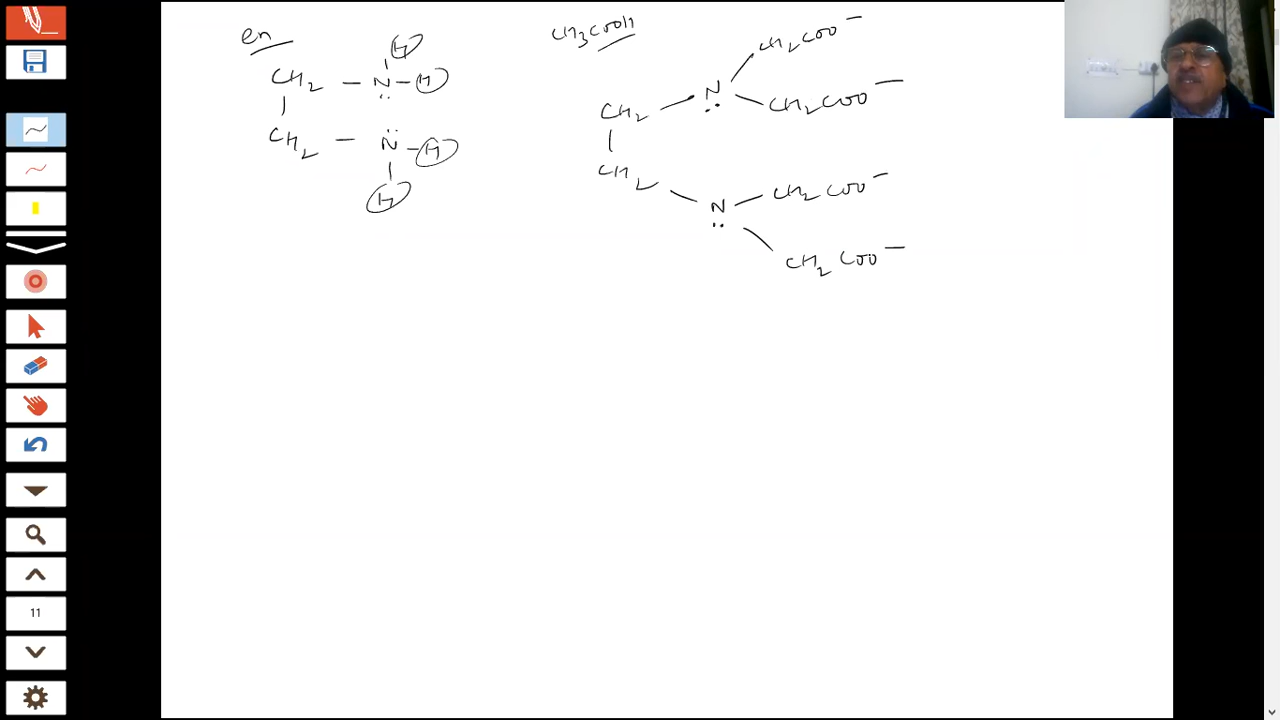 en
CH₃COOH
H
CH₂ — N̤ — H
|
CH₂ — N̈ — H
|
H
CH₂COO⁻
N̤
CH₂COO⁻
CH₂
|
CH₂
CH₂COO⁻
N̤
CH₂COO⁻
11